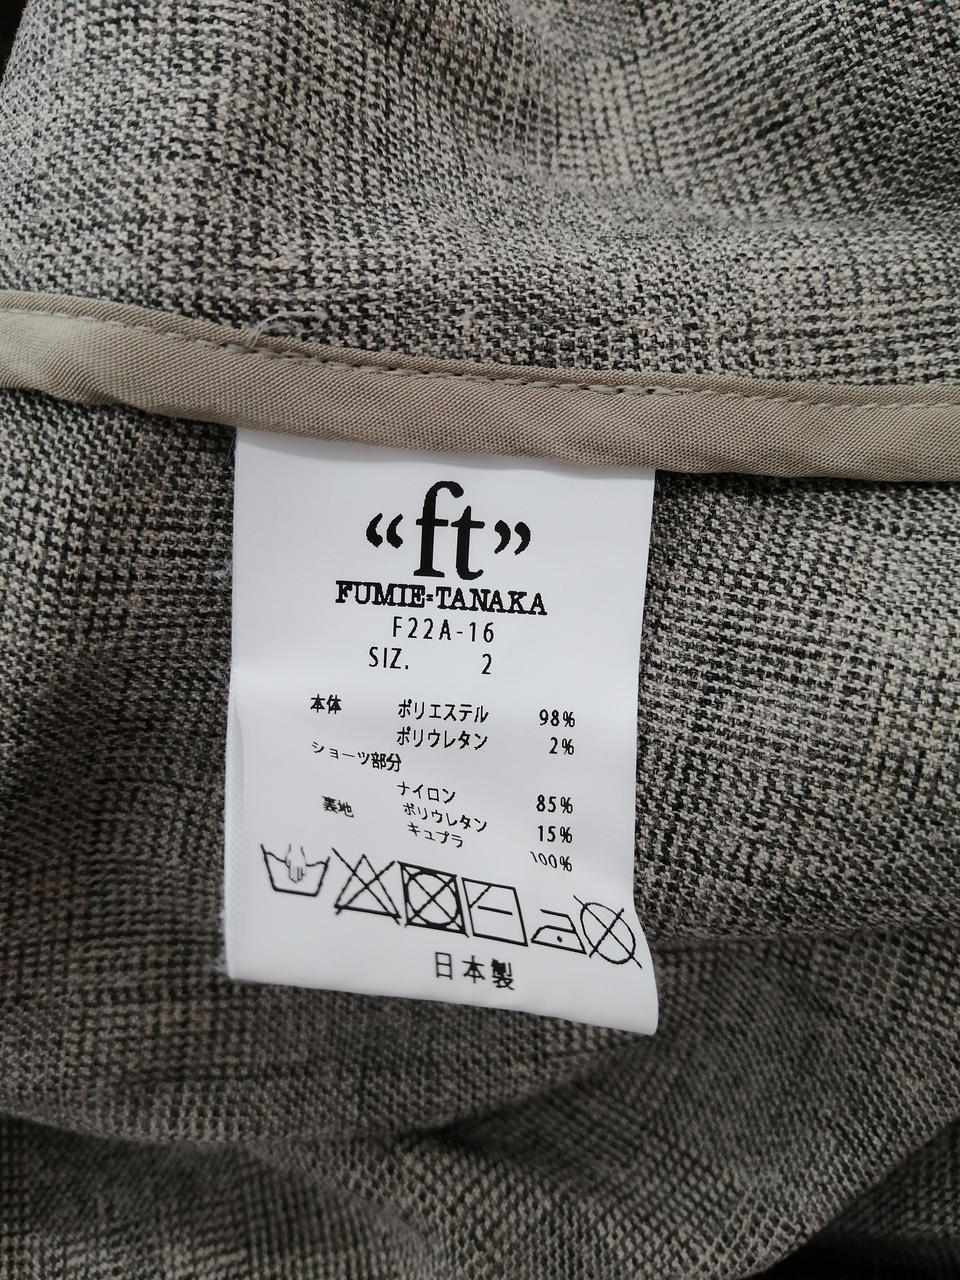 “ft”
FUMIE=TANAKA
F22A-16
SIZ. 2
本体 ポリエステル 98%
ポリウレタン 2%
ショーツ部分
ナイロン 85%
裏地 ポリウレタン 15%
キュプラ 100%
日本製